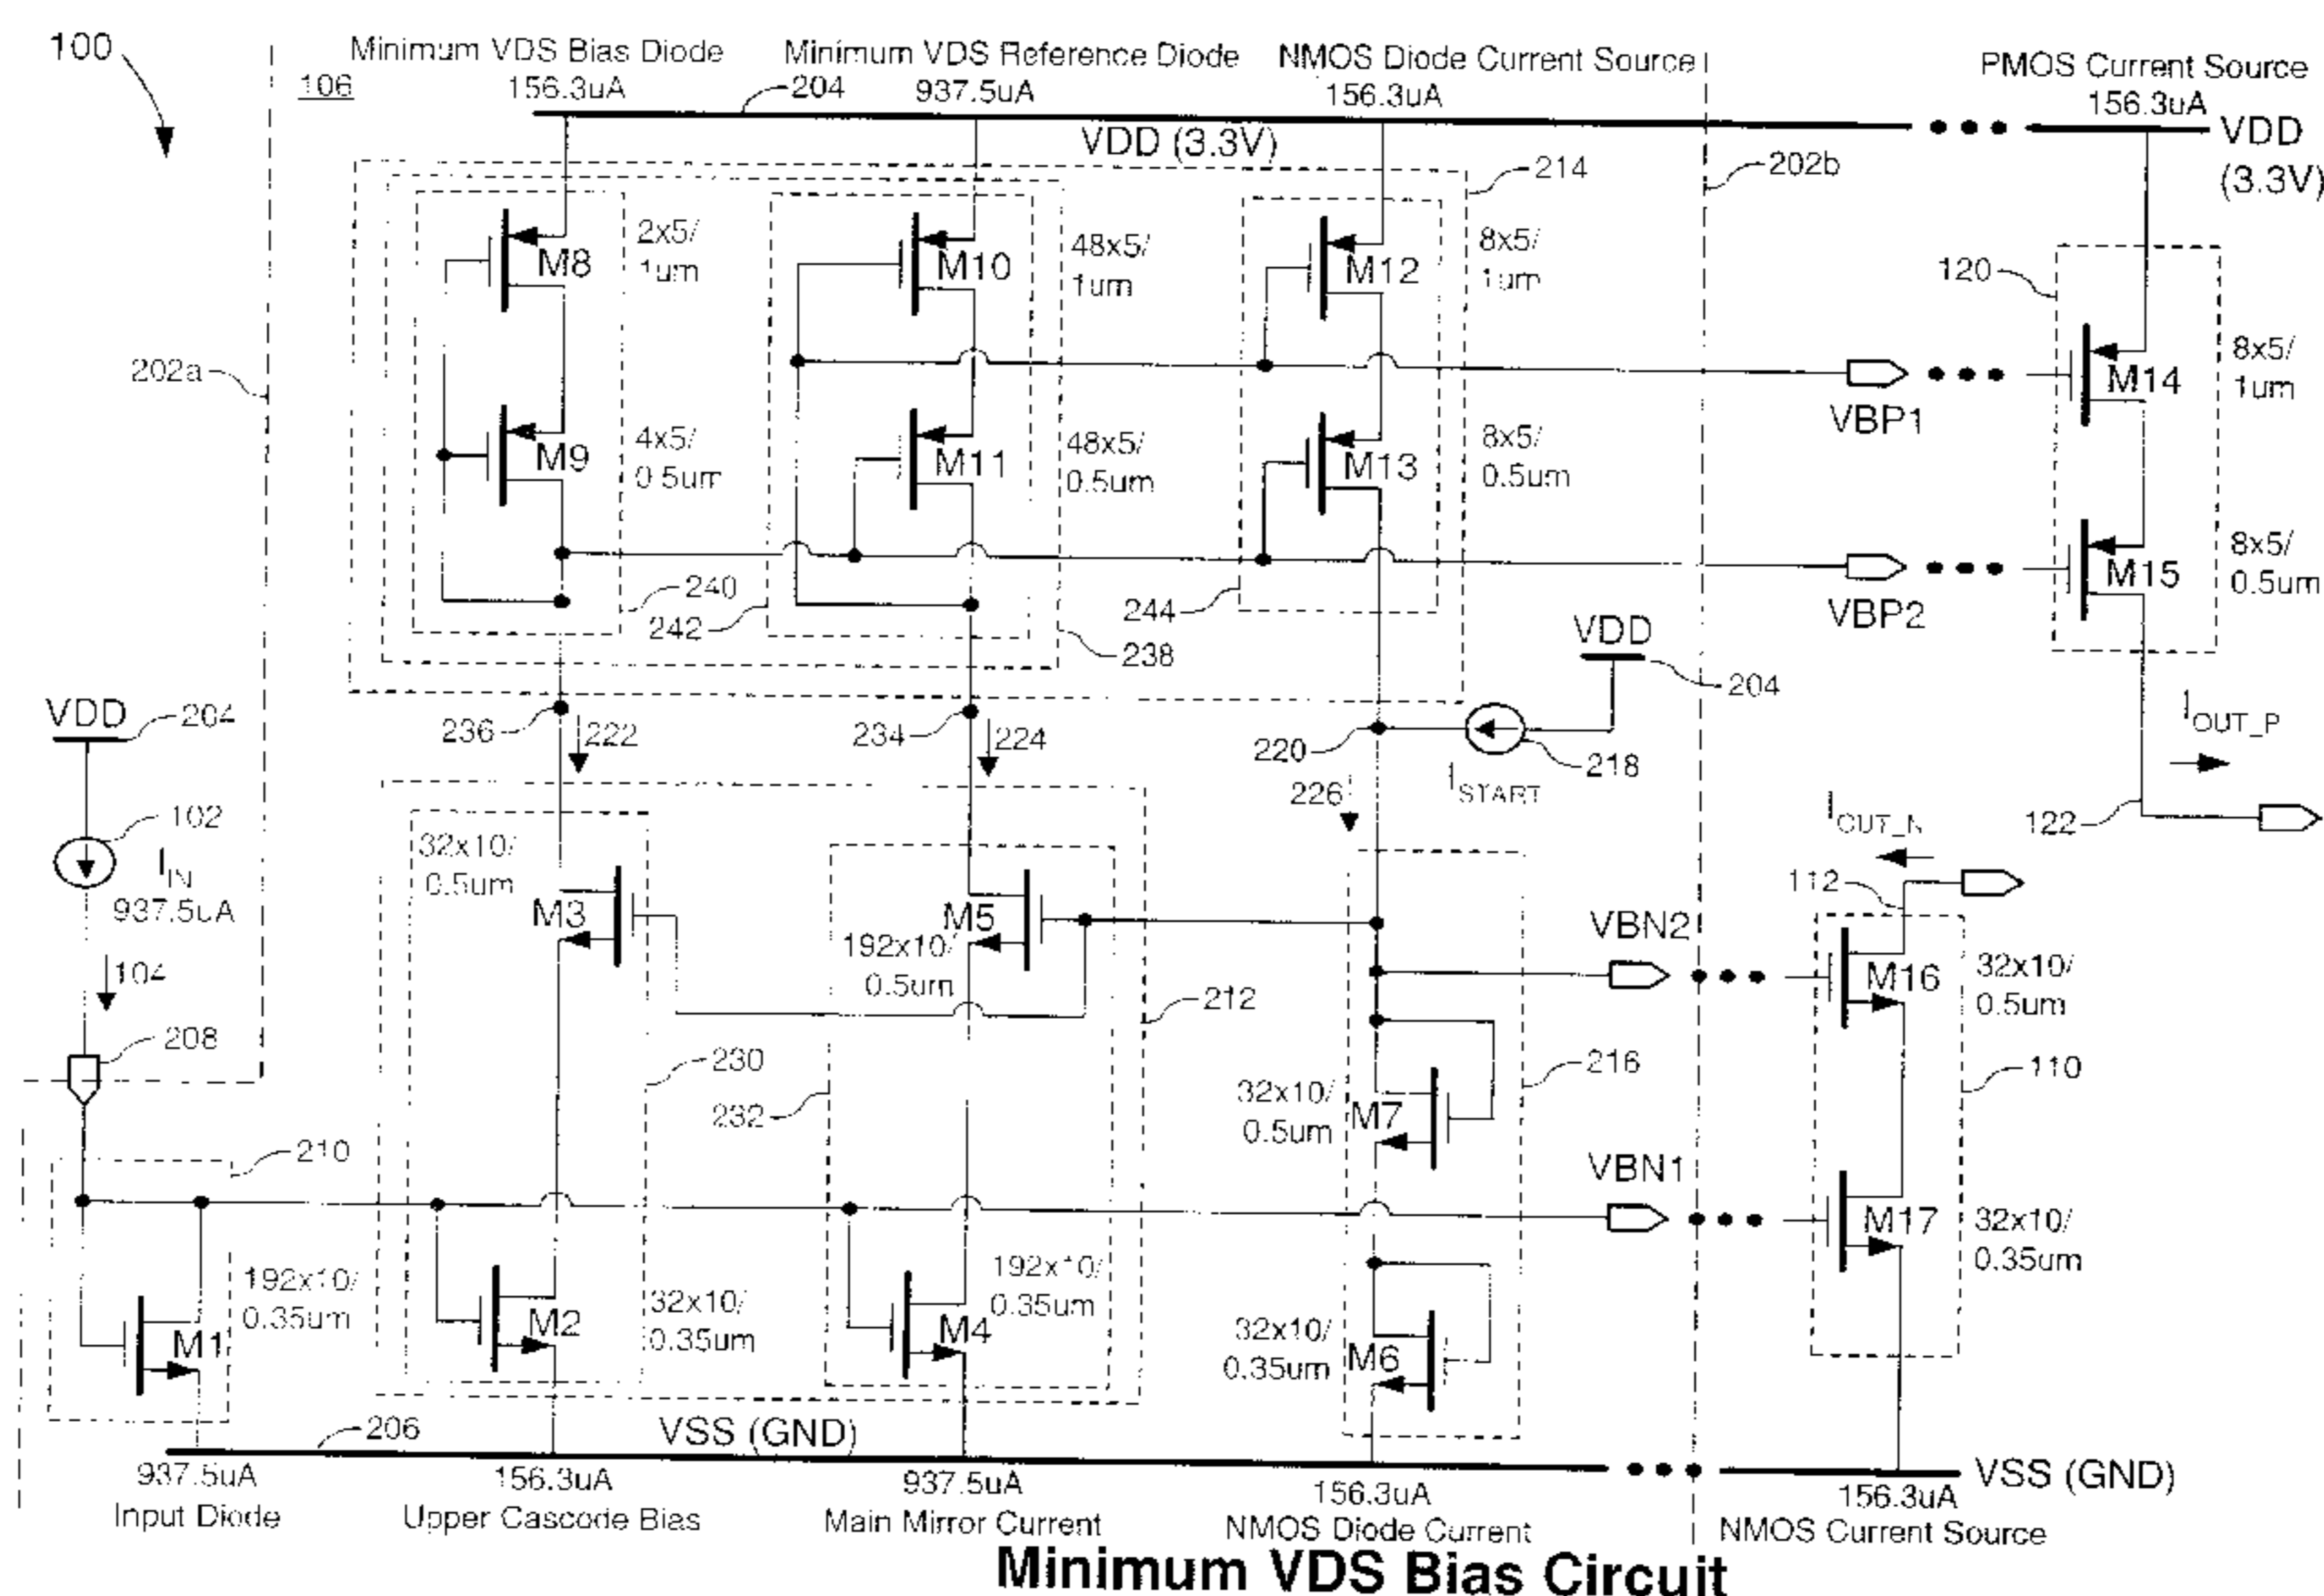 100
Minimum VDS Bias Diode
156.3uA
106
204
Minimum VDS Reference Diode
937.5uA
NMOS Diode Current Source
156.3uA
PMOS Current Source
156.3uA
VDD (3.3V)
VDD
(3.3V)
214
202b
M8
2x5/
1um
M10
48x5/
1um
M12
8x5/
1um
120
M14
8x5/
1um
202a
VBP1
M9
4x5/
0.5um
M11
48x5/
0.5um
M13
8x5/
0.5um
VBP2
M15
8x5/
0.5um
240
242
238
244
VDD
204
VDD
204
236
222
234
224
220
226
218
ISTART
IOUT_P
122
102
IIN
937.5uA
104
208
32x10/
0.5um
M3
M5
192x10/
0.5um
212
VBN2
IOUT_N
112
M16
32x10/
0.5um
230
232
32x10/
0.5um
M7
216
110
210
VBN1
M17
32x10/
0.35um
192x10/
0.35um
M1
M2
32x10/
0.35um
M4
192x10/
0.35um
32x10/
0.35um
M6
206
VSS (GND)
VSS (GND)
937.5uA
Input Diode
156.3uA
Upper Cascode Bias
937.5uA
Main Mirror Current
156.3uA
NMOS Diode Current
156.3uA
NMOS Current Source
Minimum VDS Bias Circuit